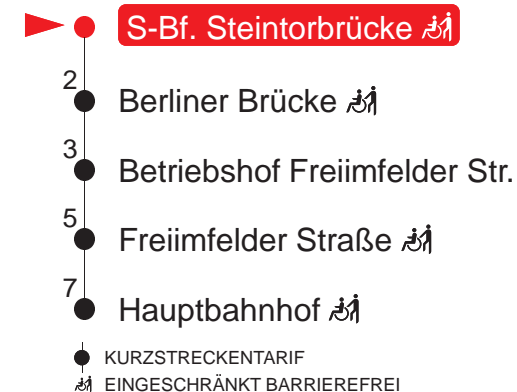 S-Bf. Steintorbrücke
2
Berliner Brücke
3
Betriebshof Freiimfelder Str.
5
Freiimfelder Straße
7
Hauptbahnhof
KURZSTRECKENTARIF
EINGESCHRÄNKT BARRIEREFREI